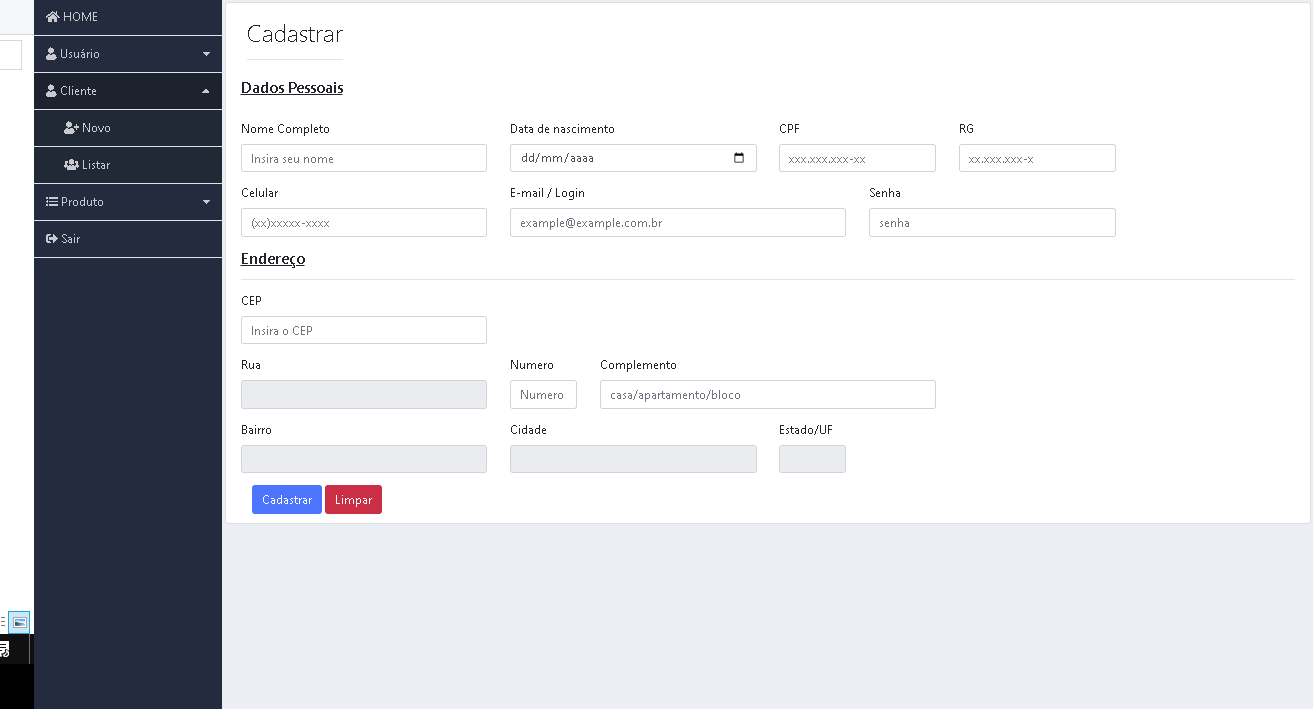 HOME
Usuário
Cliente
Novo
Listar
Produto
Sair
Cadastrar
Dados Pessoais
Nome Completo Data de nascimento CPF RG
Insira seu nome dd/mm/aaaa xxx.xxx.xxx-xx xx.xxx.xxx-x
Celular E-mail / Login Senha
(xx)xxxxx-xxxx example@example.com.br senha
Endereço
CEP
Insira o CEP
Rua Numero Complemento
Numero casa/apartamento/bloco
Bairro Cidade Estado/UF
Cadastrar Limpar